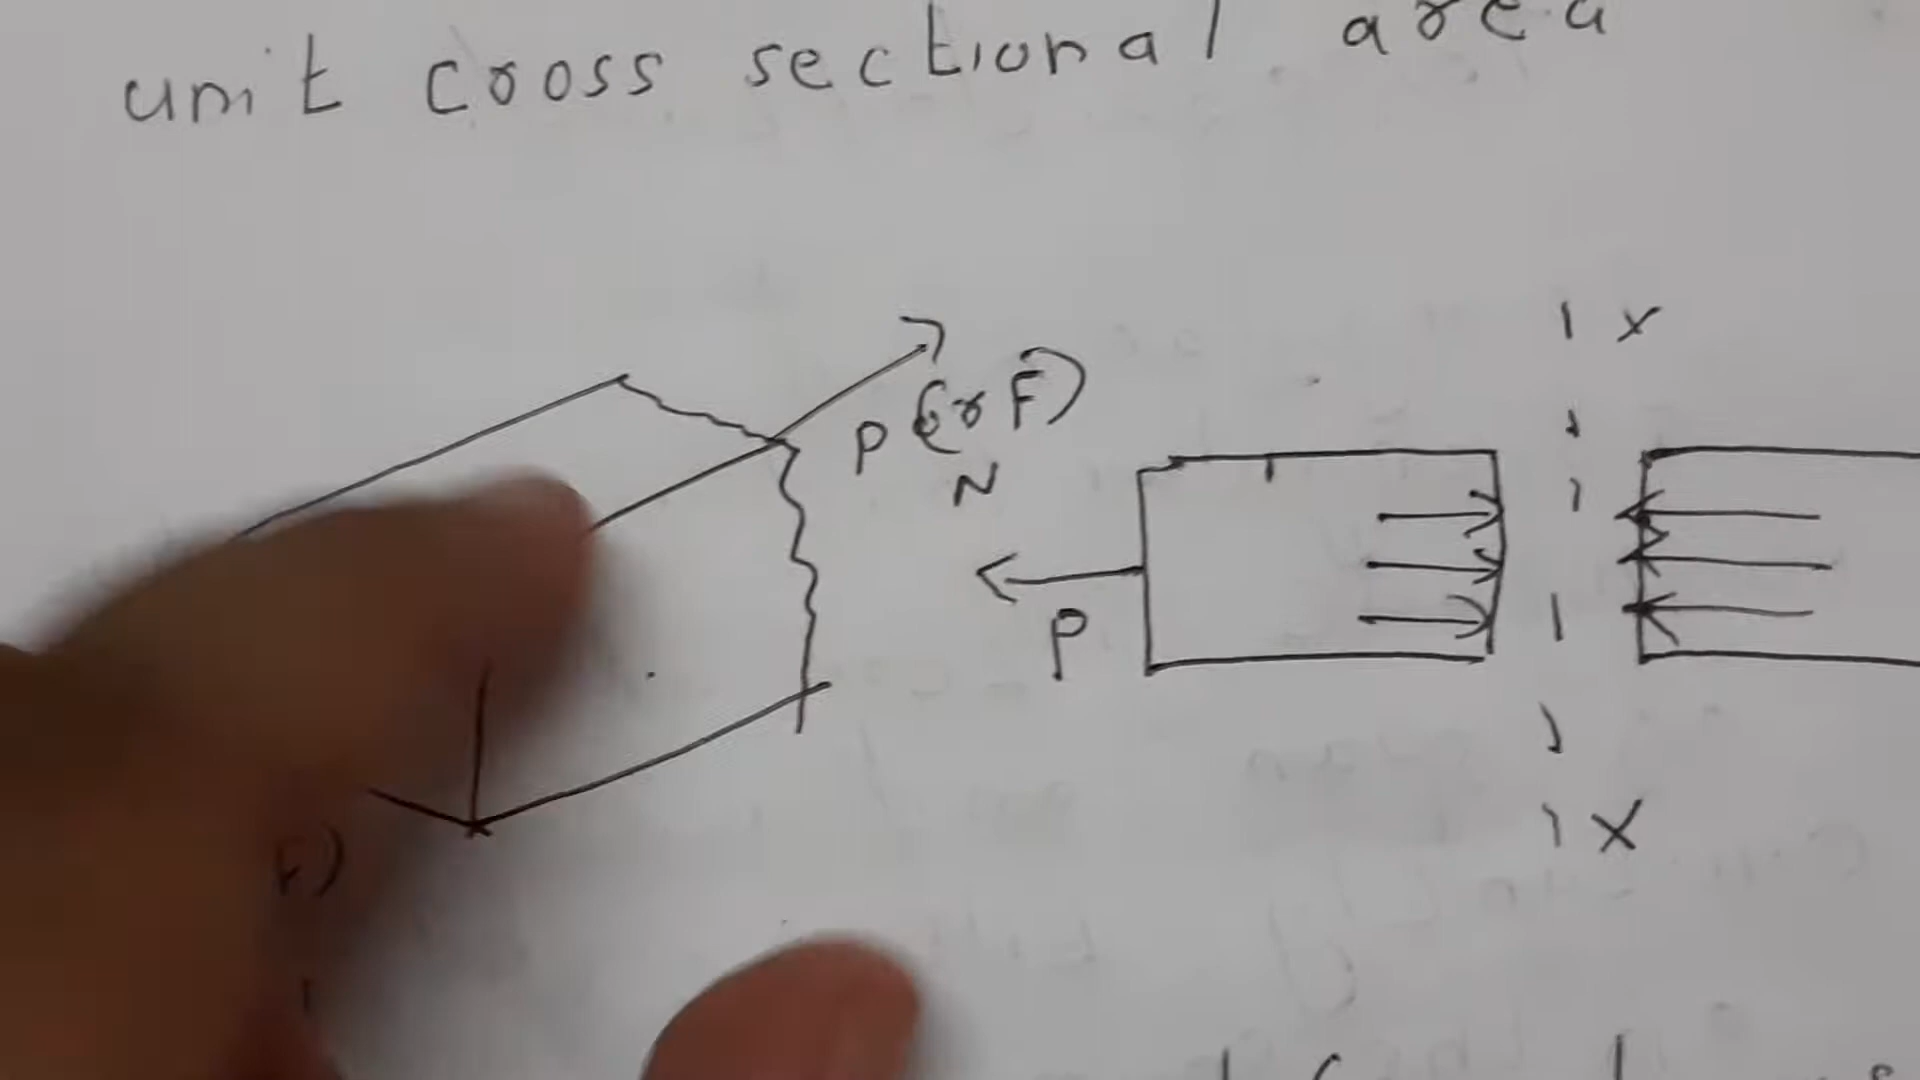 unit cross sectional area
x
P (or F)
N
P
x
F)